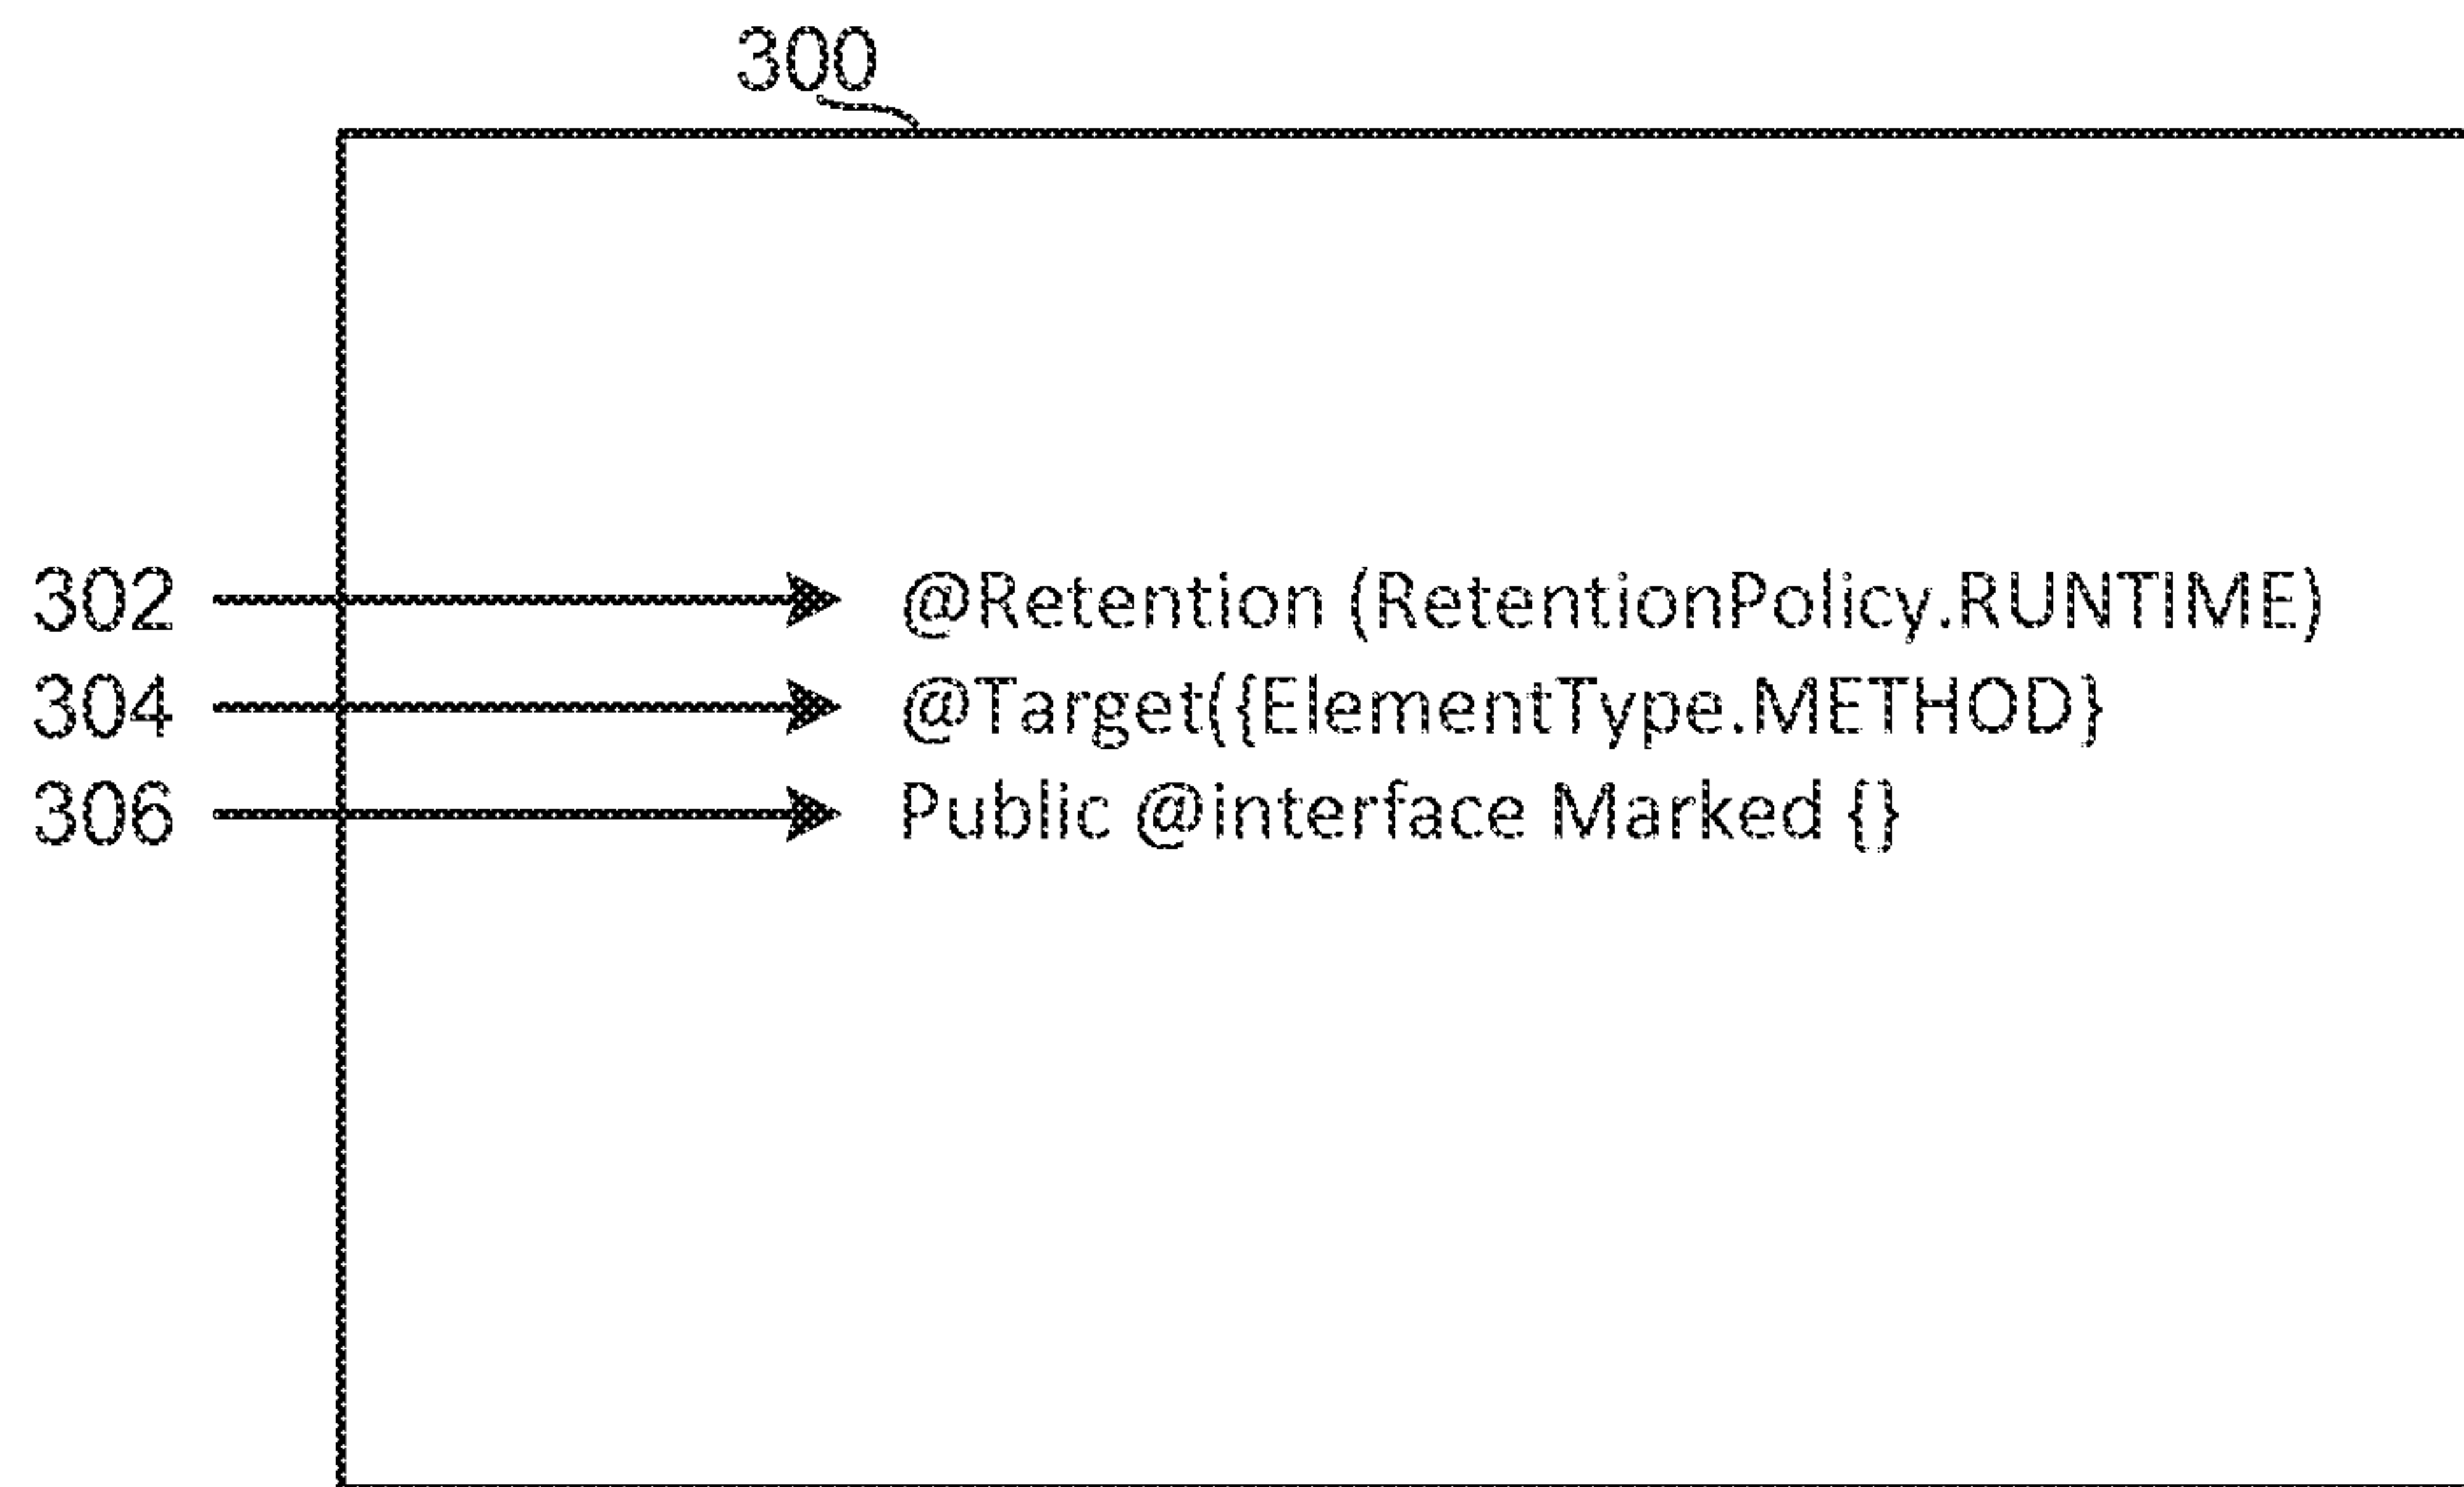 300
302 @Retention (RetentionPolicy.RUNTIME)
304 @Target({ElementType.METHOD}
306 Public @interface Marked {}